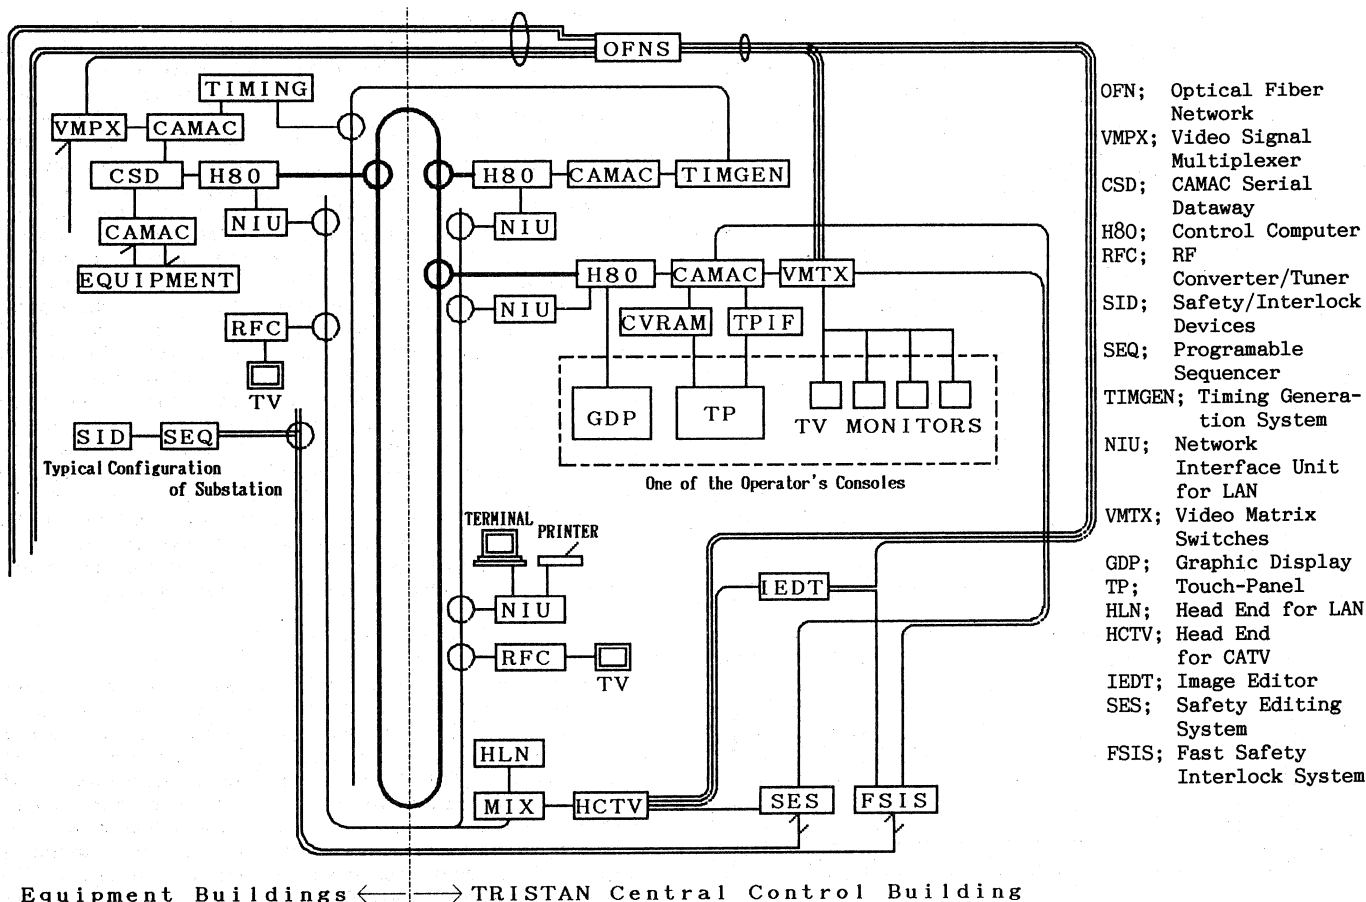 OFNS
TIMING
VMPX
CAMAC
CSD
H80
H80
CAMAC
TIMGEN
NIU
NIU
CAMAC
EQUIPMENT
H80
CAMAC
VMTX
NIU
CVRAM
TPIF
RFC
TV
GDP
TP
TV MONITORS
SID
SEQ
Typical Configuration
of Substation
One of the Operator's Consoles
TERMINAL
PRINTER
NIU
IEDT
RFC
TV
HLN
MIX
HCTV
SES
FSIS
Equipment Buildings
TRISTAN Central Control Building
OFN; Optical Fiber
Network
VMPX; Video Signal
Multiplexer
CSD; CAMAC Serial
Dataway
H80; Control Computer
RFC; RF
Converter/Tuner
SID; Safety/Interlock
Devices
SEQ; Programable
Sequencer
TIMGEN; Timing Genera-
tion System
NIU; Network
Interface Unit
for LAN
VMTX; Video Matrix
Switches
GDP; Graphic Display
TP; Touch-Panel
HLN; Head End for LAN
HCTV; Head End
for CATV
IEDT; Image Editor
SES; Safety Editing
System
FSIS; Fast Safety
Interlock System